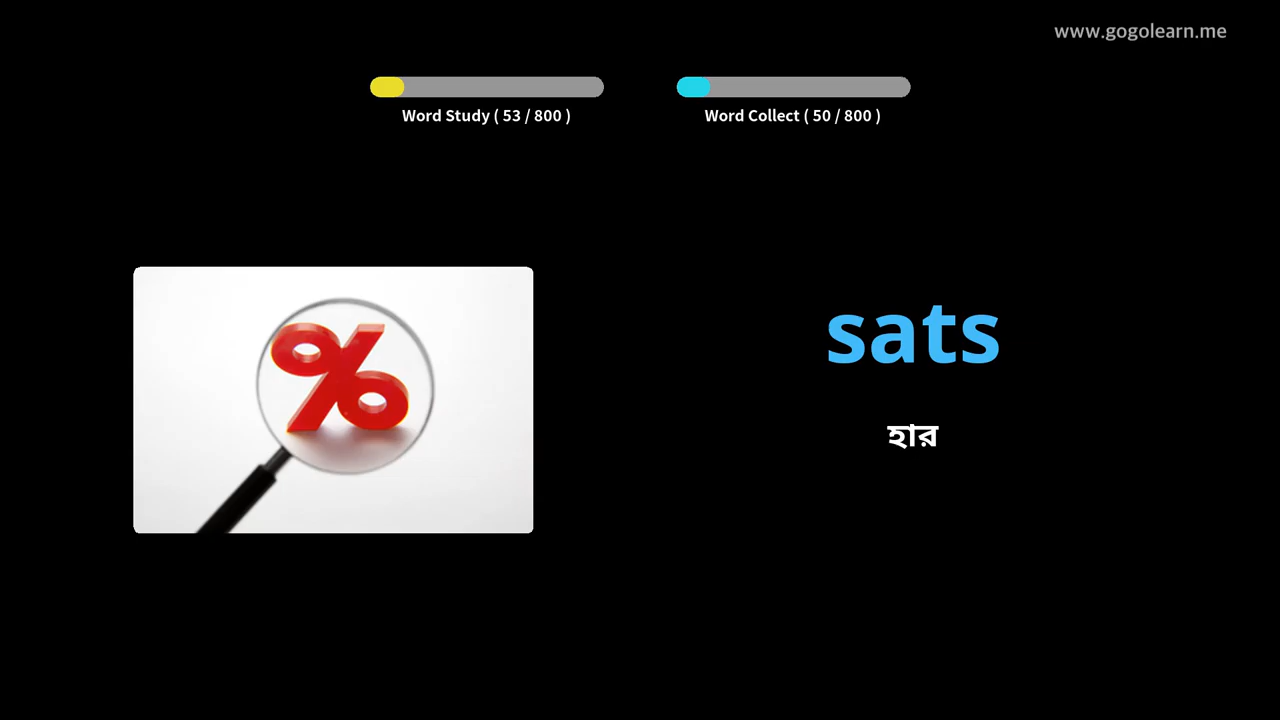 www.gogolearn.me
Word Study ( 53 / 800 )
Word Collect ( 50 / 800 )
%
sats
হার